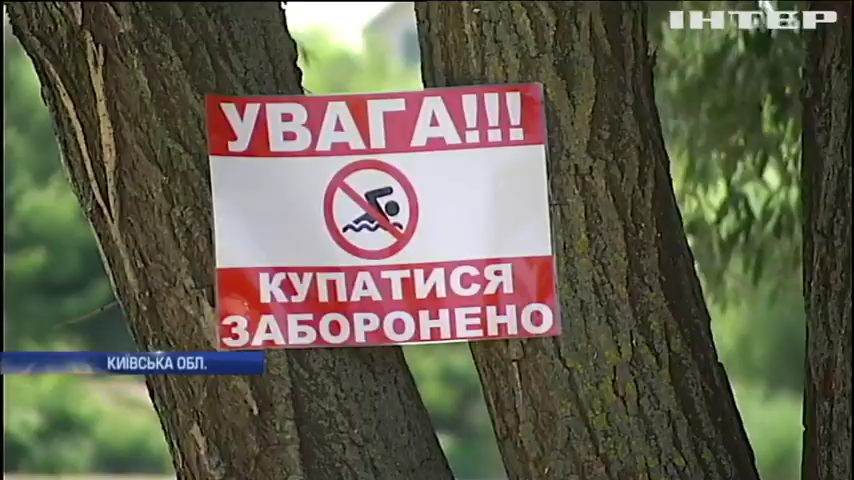 ІНТЕР
УВАГА!!!
КУПАТИСЯ
ЗАБОРОНЕНО
КИЇВСЬКА ОБЛ.